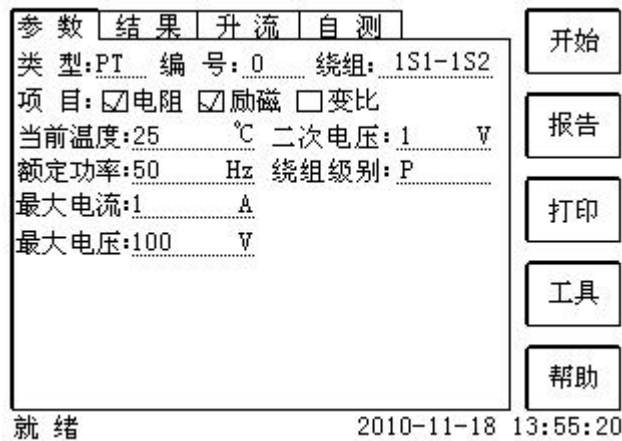 参 数 结 果 升 流 自 测
类 型:PT 编 号:0 绕组: 1S1-1S2
项 目:☑电阻 ☑励磁 □变比
当前温度:25 ℃ 二次电压:1 V
额定功率:50 Hz 绕组级别:P
最大电流:1 A
最大电压:100 V
开始
报告
打印
工具
帮助
就 绪 2010-11-18 13:55:20